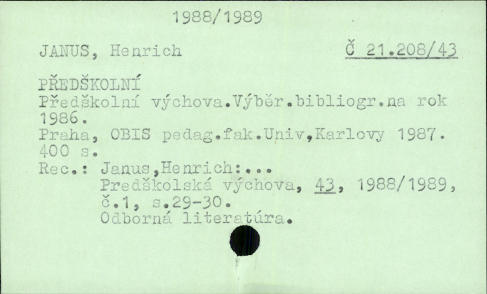 1988/1989
JANUS, Henrich Č 21.208/43
PŘEDŠKOLNÍ
Předškolní výchova.Výběr.bibliogr.na rok
1986.
Praha, OBIS pedag.fak.Univ,Karlovy 1987.
400 s.
Rec.: Janus,Henrich:...
Predškolská výchova, 43, 1988/1989,
č.1, s.29-30.
Odborná literatúra.